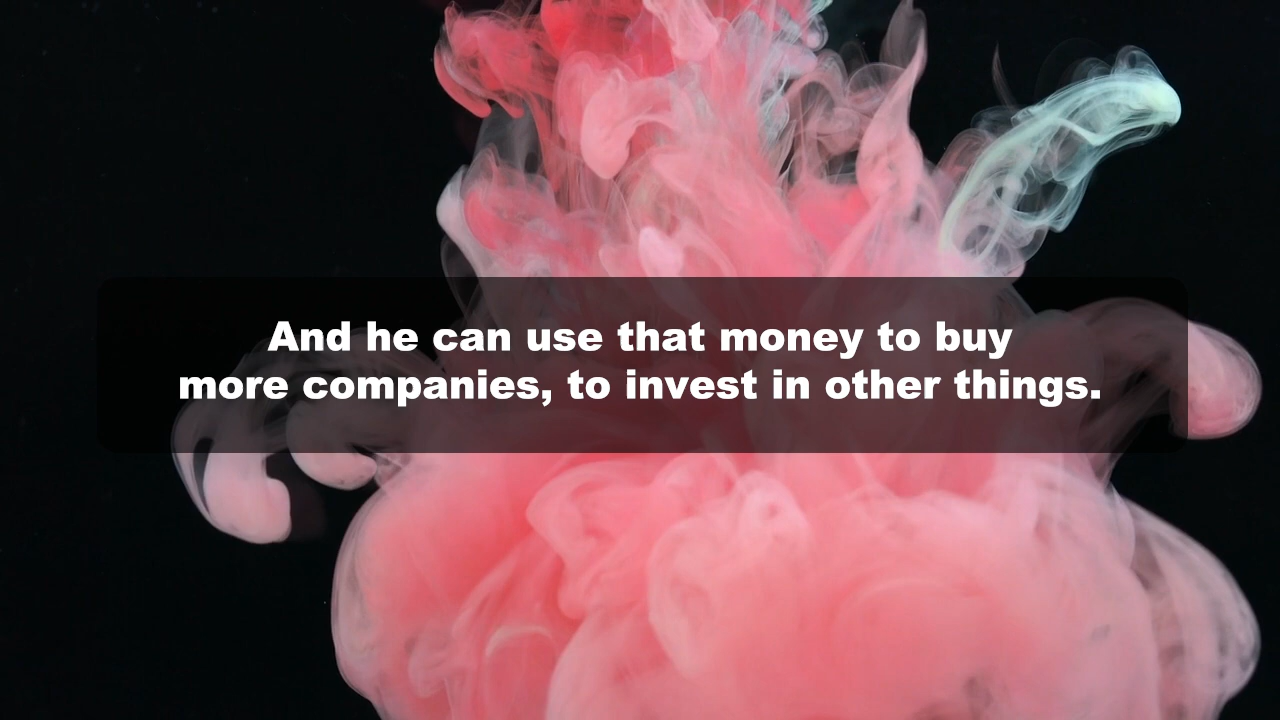 And he can use that money to buy
more companies, to invest in other things.